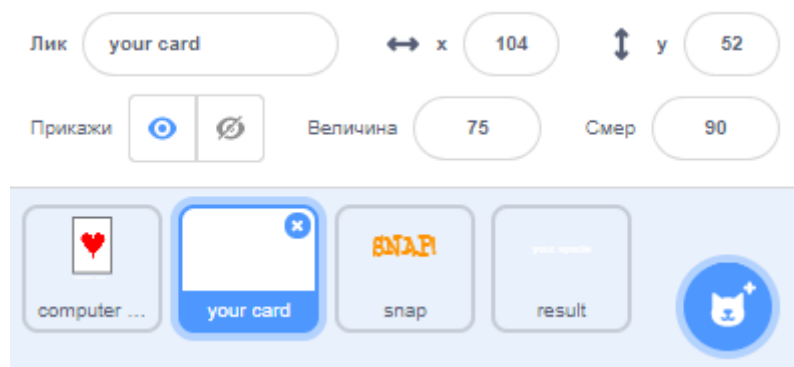 Лик your card x 104 y 52
Прикажи Величина 75 Смер 90
SNAP!
computer ... your card snap result